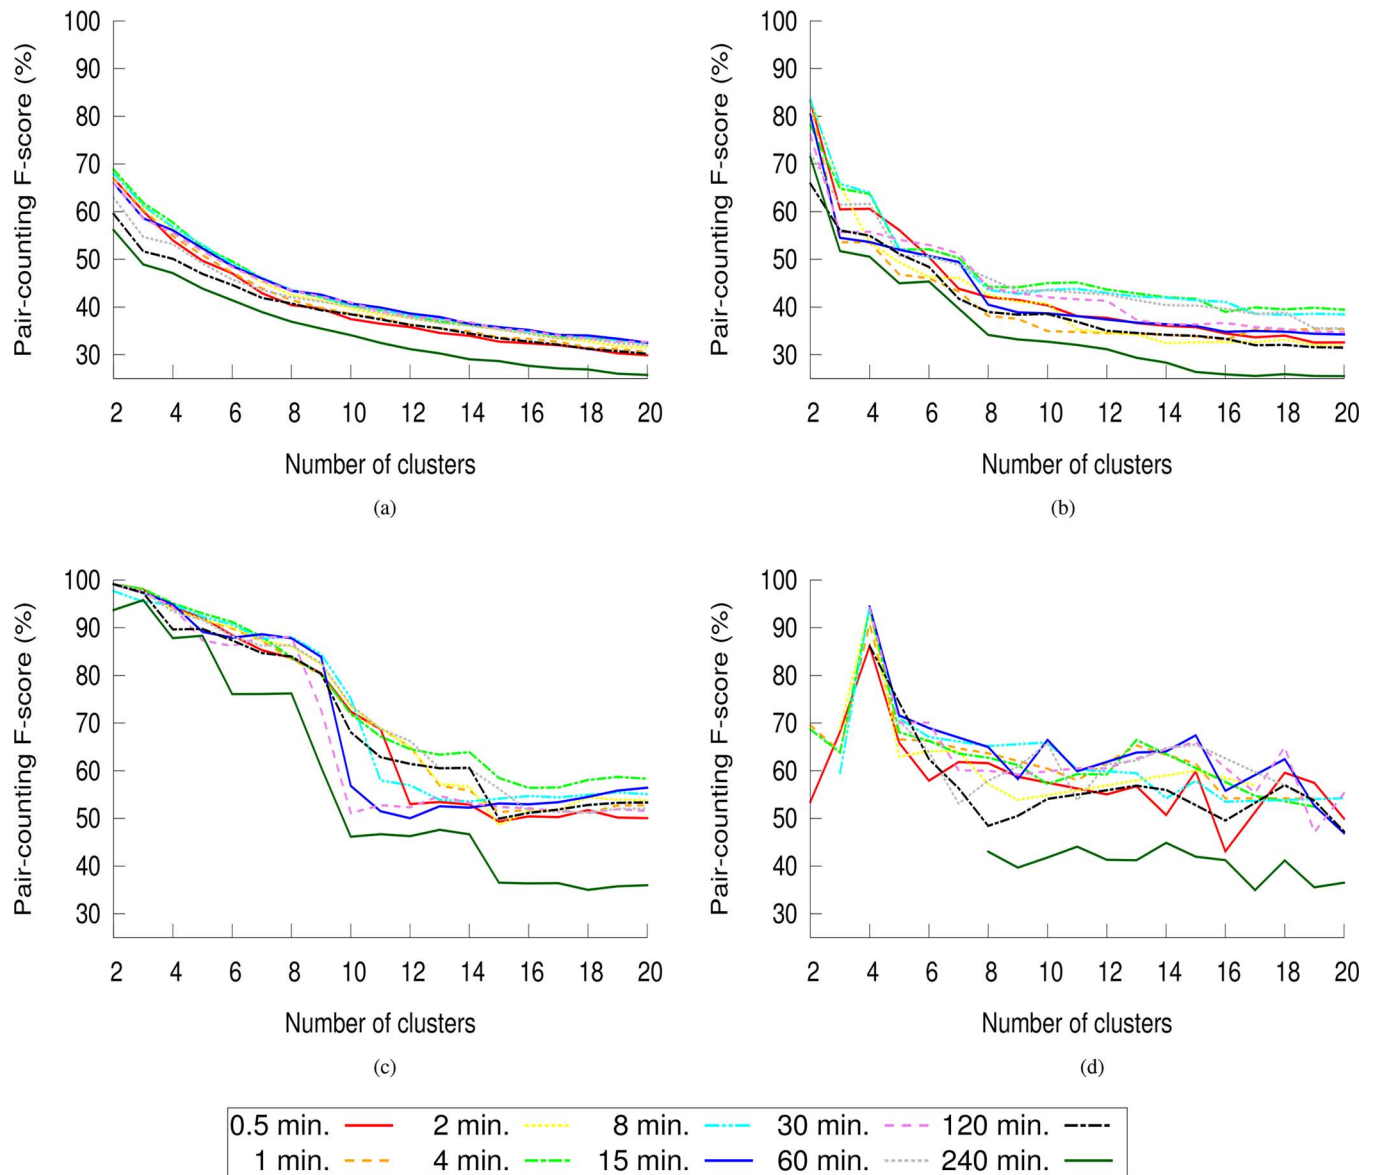 Pair-counting F-score (%)
100
90
80
70
60
50
40
30
2 4 6 8 10 12 14 16 18 20
Number of clusters
(a)
Pair-counting F-score (%)
100
90
80
70
60
50
40
30
2 4 6 8 10 12 14 16 18 20
Number of clusters
(b)
Pair-counting F-score (%)
100
90
80
70
60
50
40
30
2 4 6 8 10 12 14 16 18 20
Number of clusters
(c)
Pair-counting F-score (%)
100
90
80
70
60
50
40
30
2 4 6 8 10 12 14 16 18 20
Number of clusters
(d)
0.5 min. 2 min. 8 min. 30 min. 120 min.
1 min. 4 min. 15 min. 60 min. 240 min.